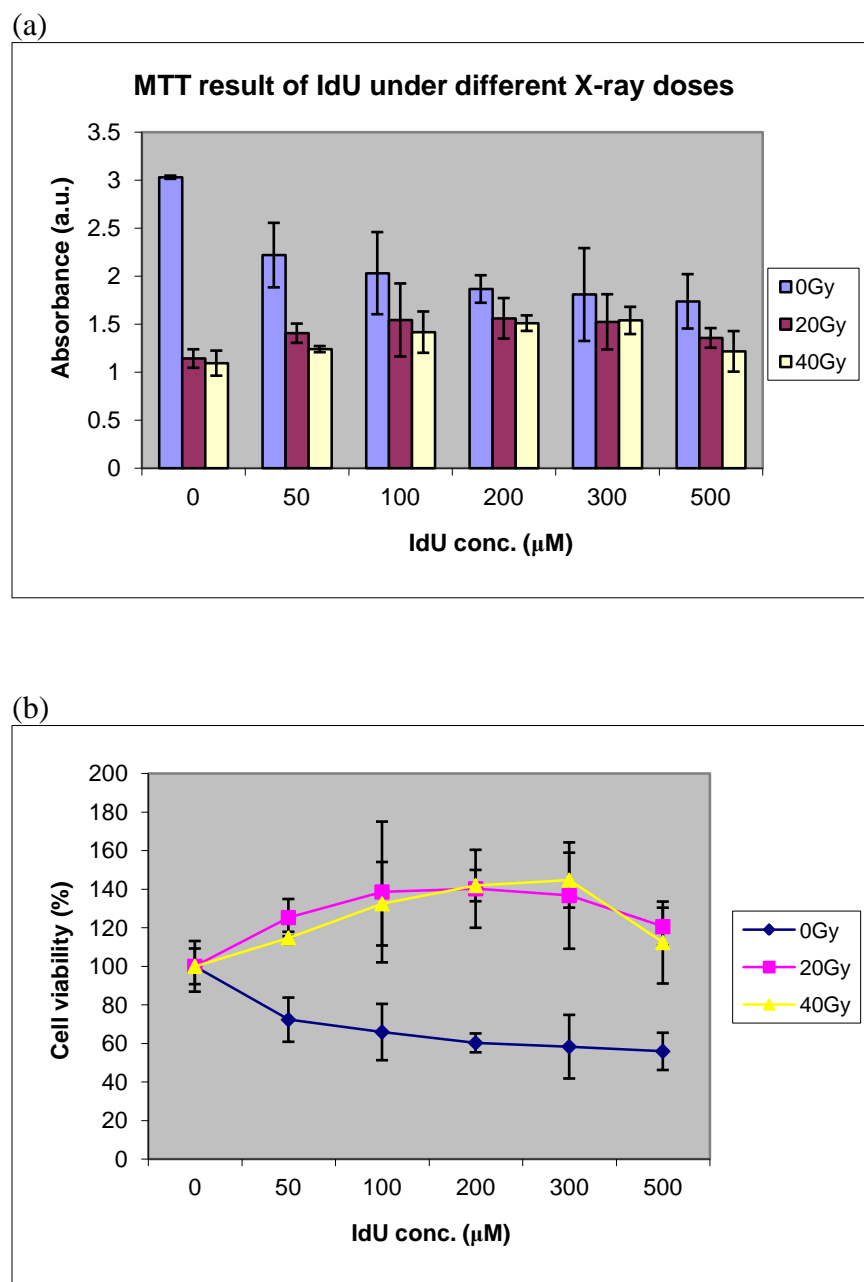 (a)
MTT result of IdU under different X-ray doses
3.5
3
2.5
2
1.5
1
0.5
0
Absorbance (a.u.)
0 50 100 200 300 500
IdU conc. (µM)
0Gy
20Gy
40Gy
(b)
200
180
160
140
120
100
80
60
40
20
0
Cell viability (%)
0 50 100 200 300 500
IdU conc. (µM)
0Gy
20Gy
40Gy